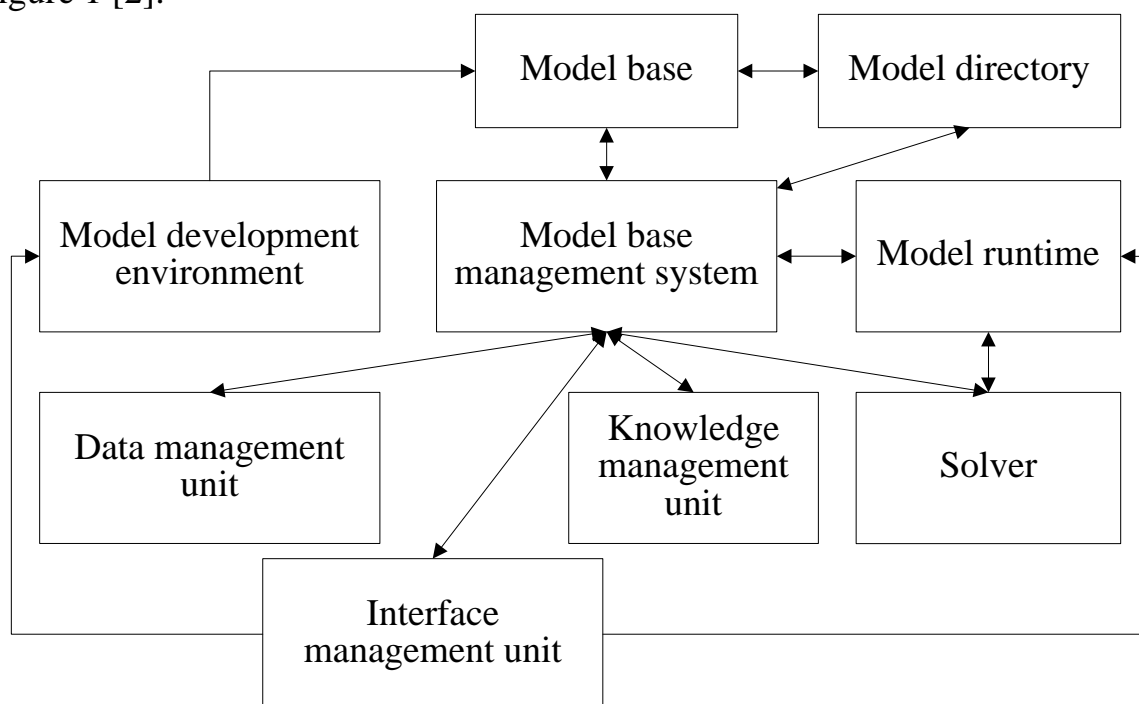 igure 1 [2].
Model base
Model directory
Model development
environment
Model base
management system
Model runtime
Data management
unit
Knowledge
management
unit
Solver
Interface
management unit